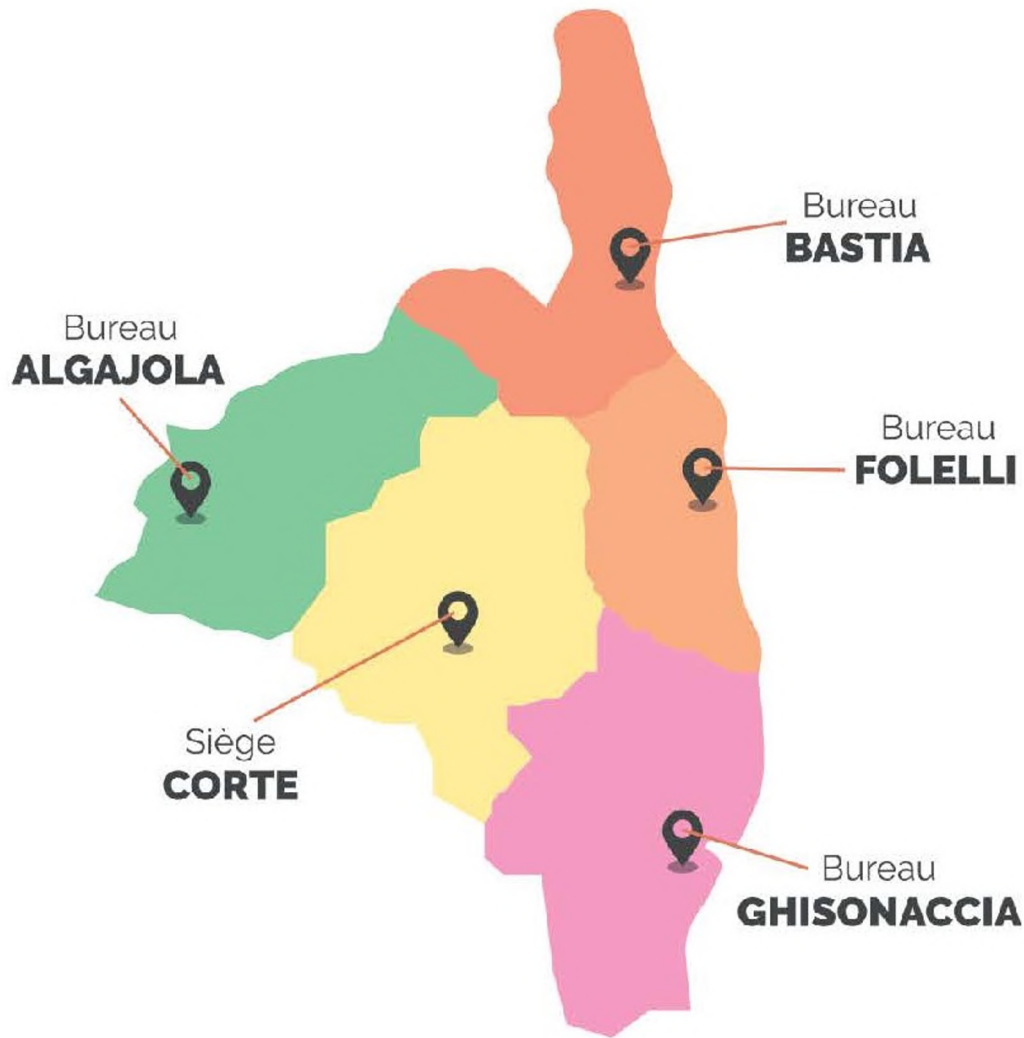 Bureau
BASTIA
Bureau
ALGAJOLA
Bureau
FOLELLI
Siège
CORTE
Bureau
GHISONACCIA